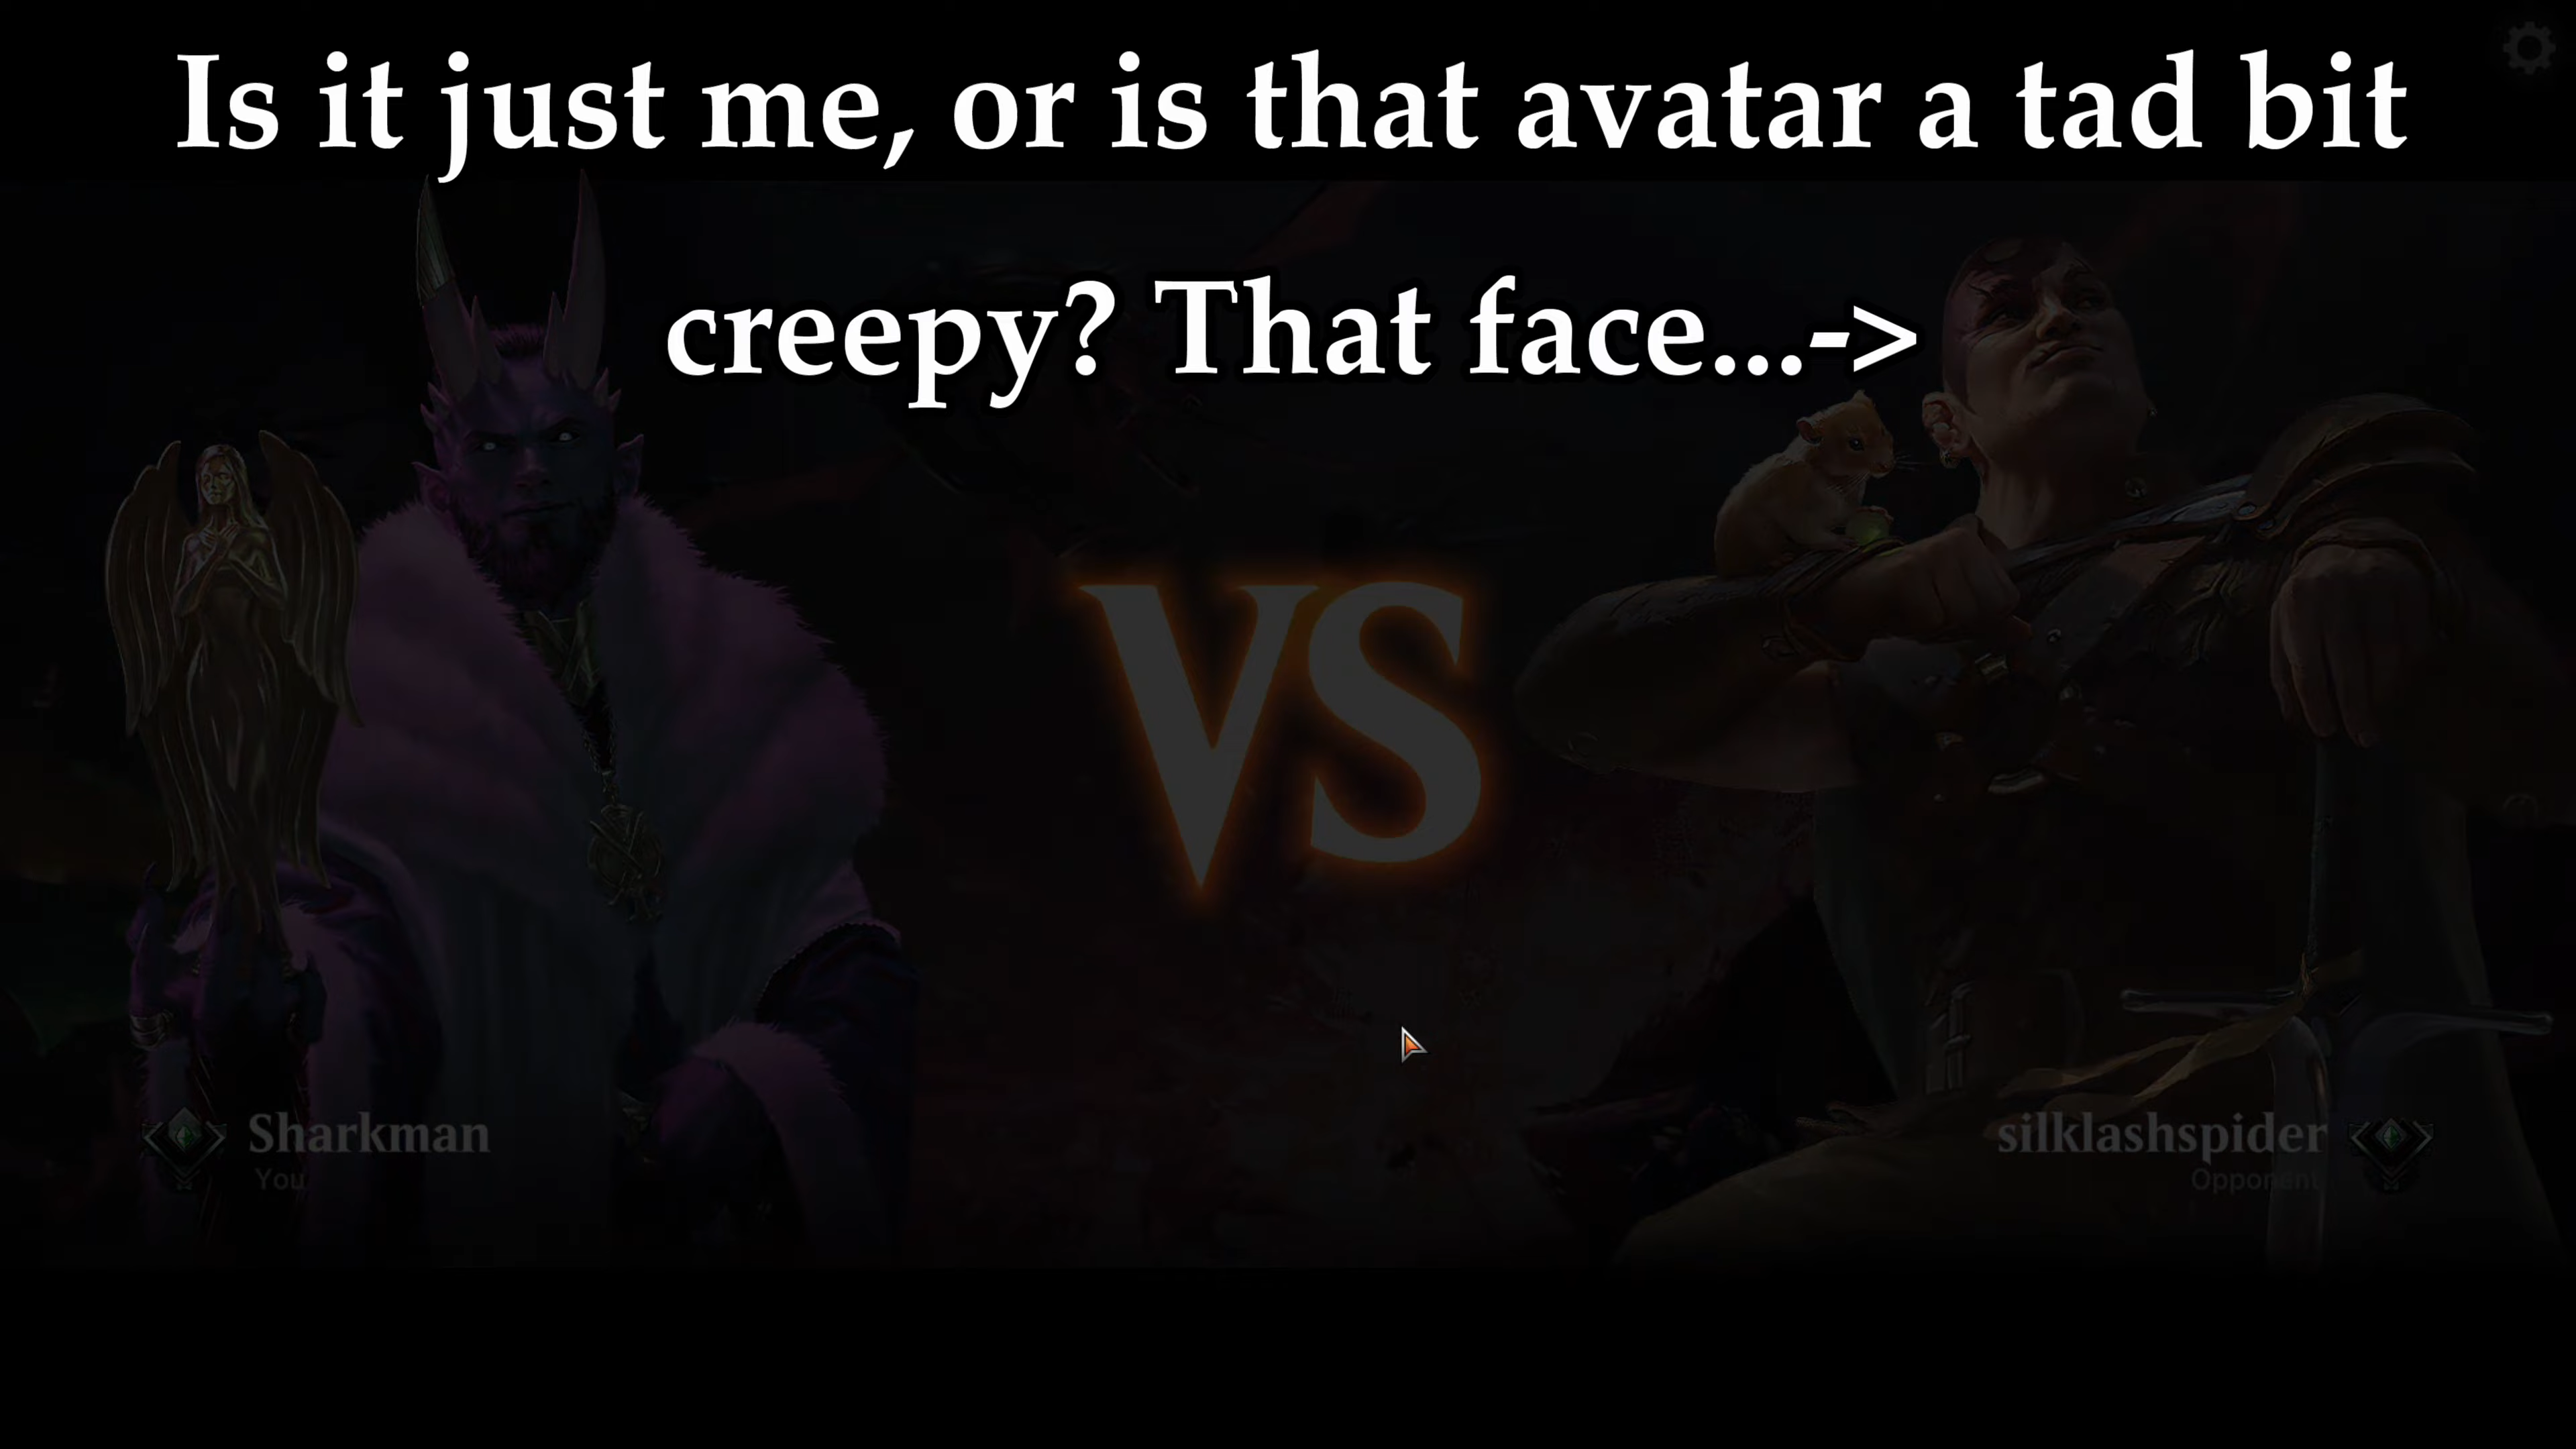 Is it just me, or is that avatar a tad bit
creepy? That face...->
VS
Sharkman
You
silklashspider
Opponent